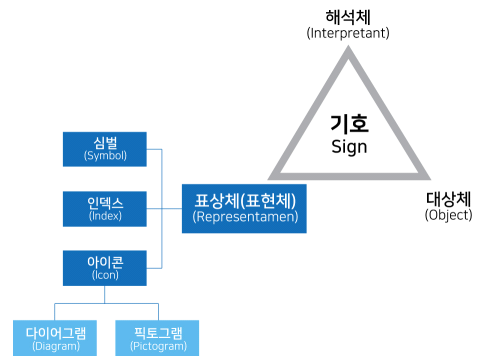 해석체
(Interpretant)
기호
Sign
심벌
(Symbol)
인덱스
(Index)
표상체(표현체)
(Representamen)
대상체
(Object)
아이콘
(Icon)
다이어그램
(Diagram)
픽토그램
(Pictogram)